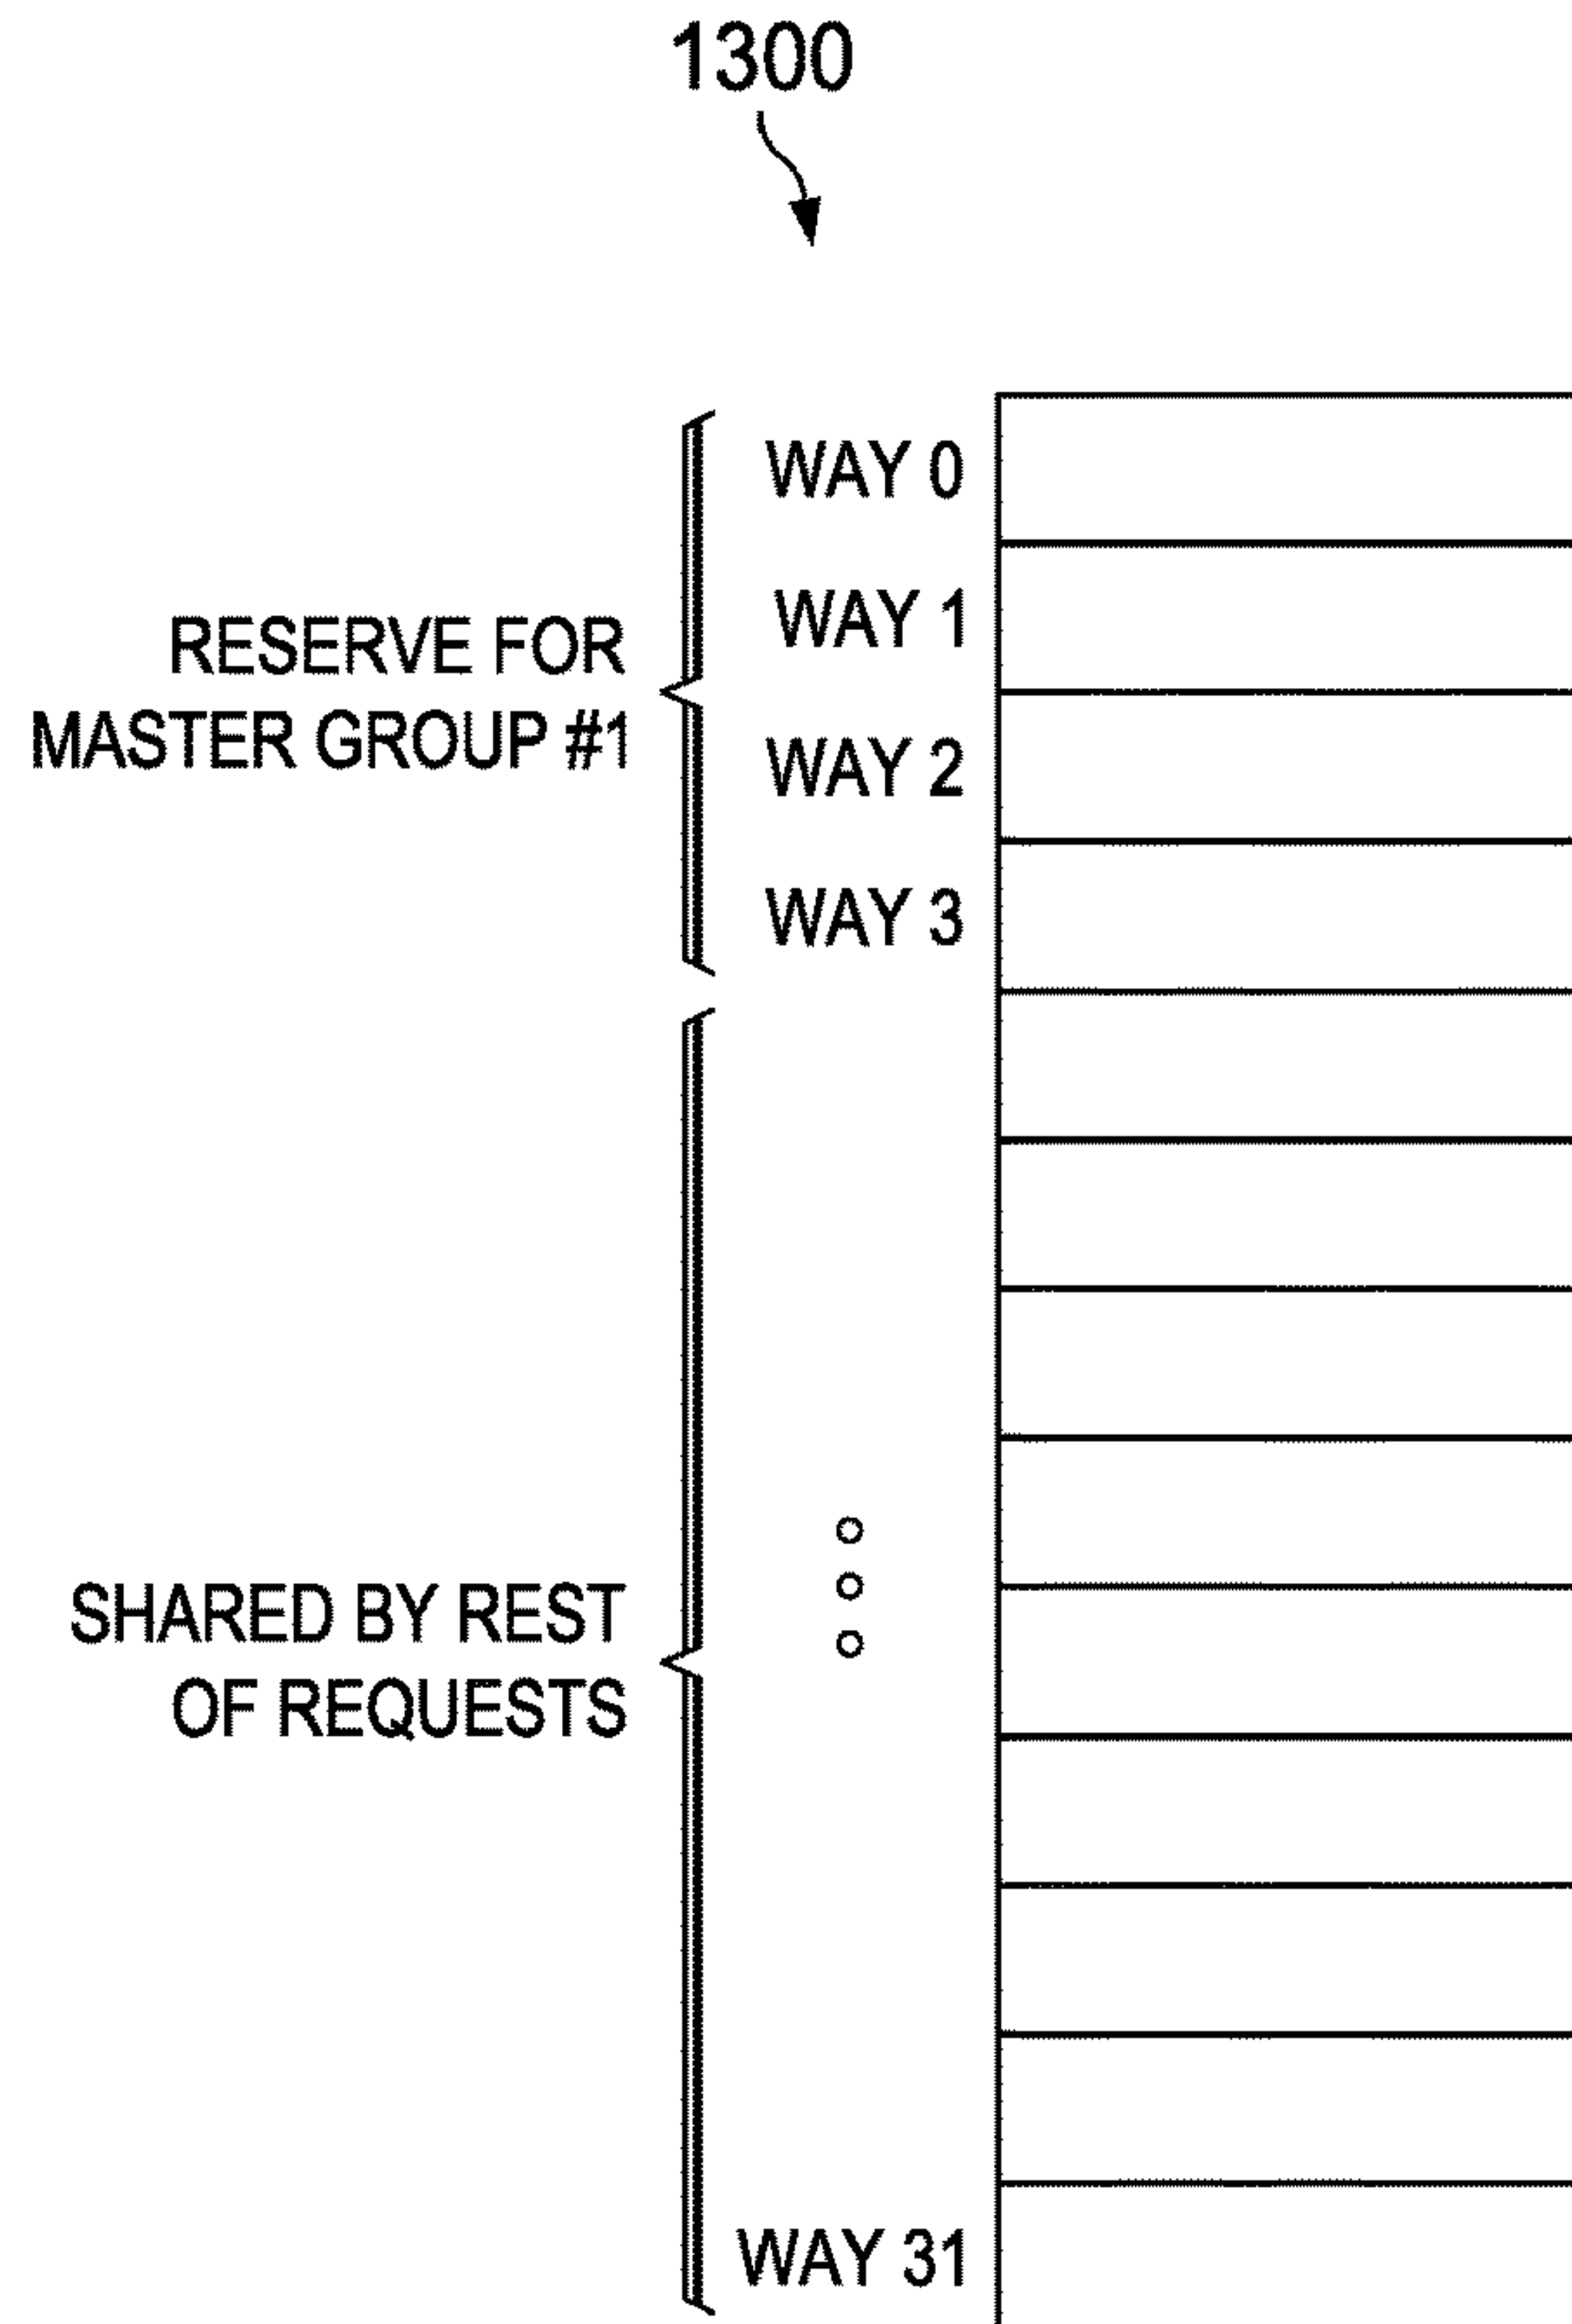 1300
WAY 0
WAY 1
RESERVE FOR
MASTER GROUP #1
WAY 2
WAY 3
SHARED BY REST
OF REQUESTS
WAY 31